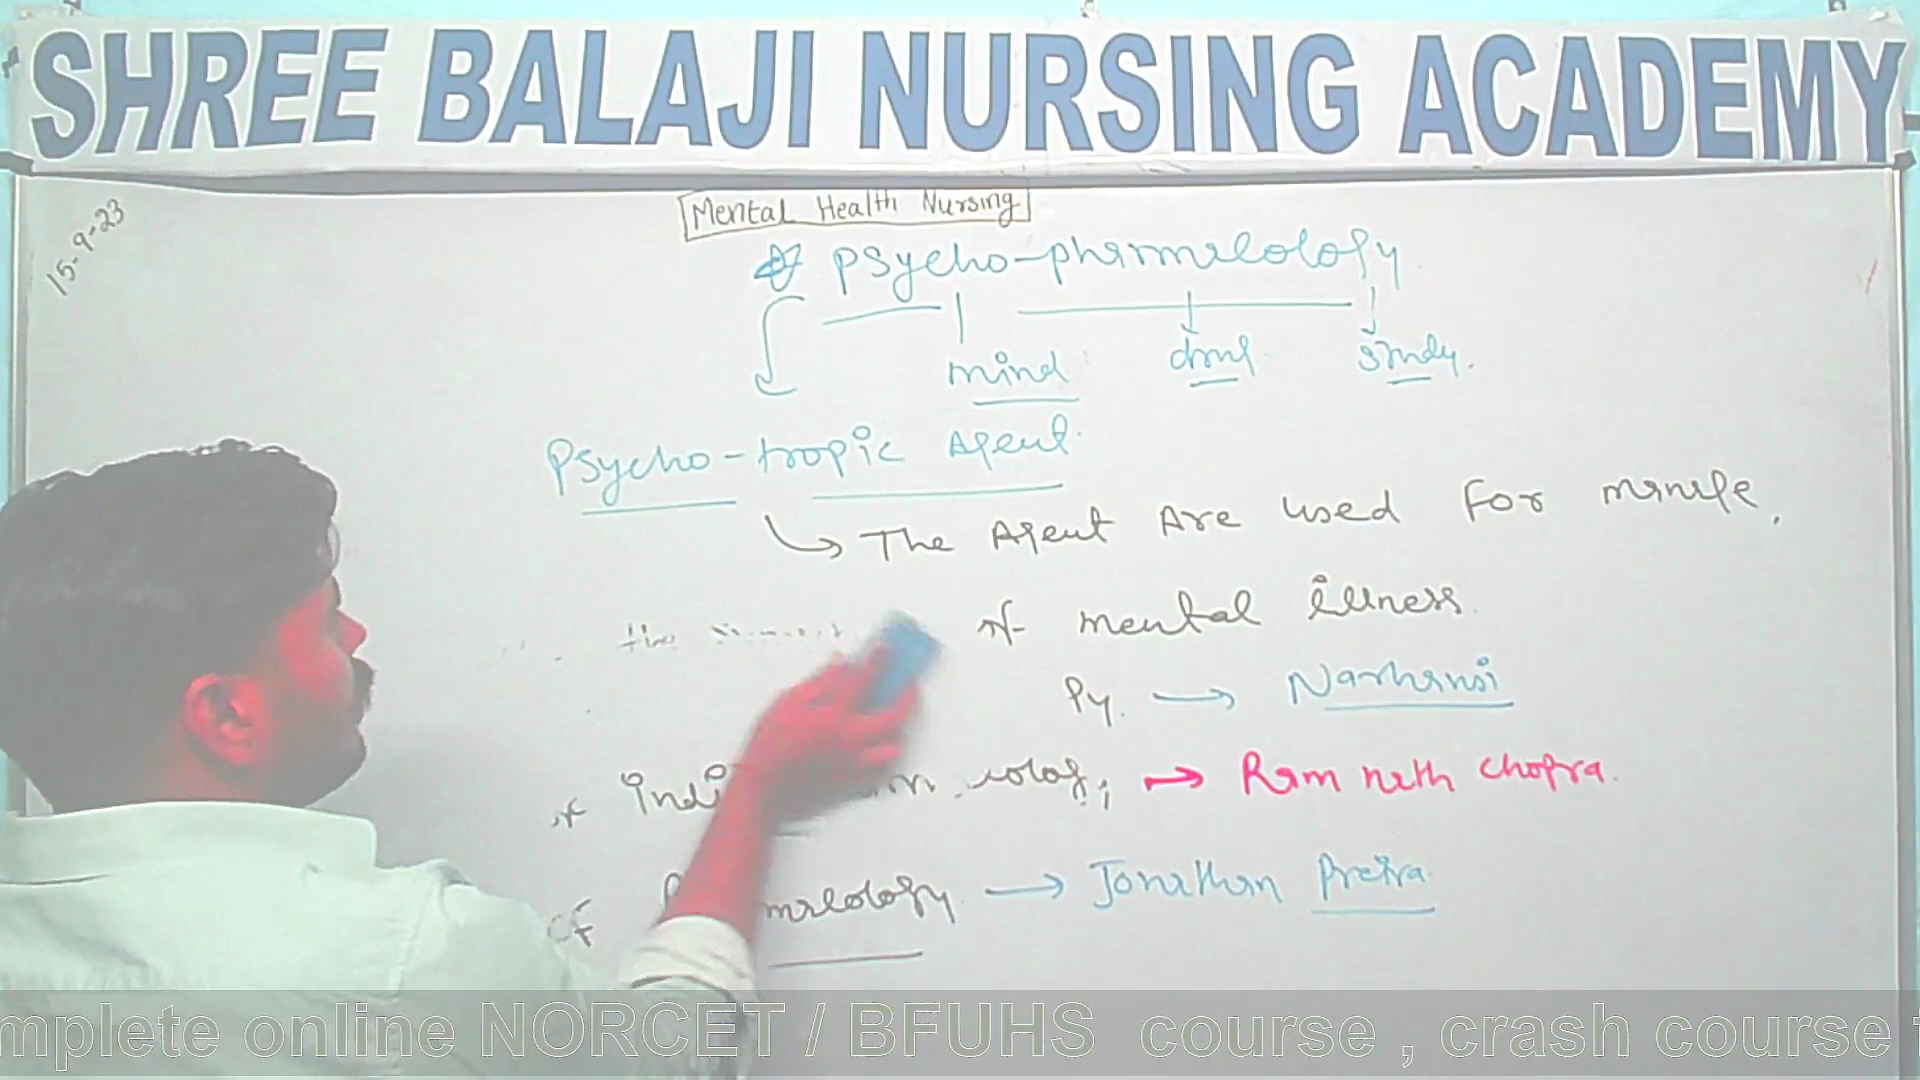 SHREE BALAJI NURSING ACADEMY
15-9-23
Mental Health Nursing
Psycho-pharmacology
mind drug study.
Psycho-tropic Agent
The Agent Are used For manage
of mental illness.
Py. →
→ Ram nath chopra.
→ Jonathan Pereira
mplete online NORCET / BFUHS course , crash course